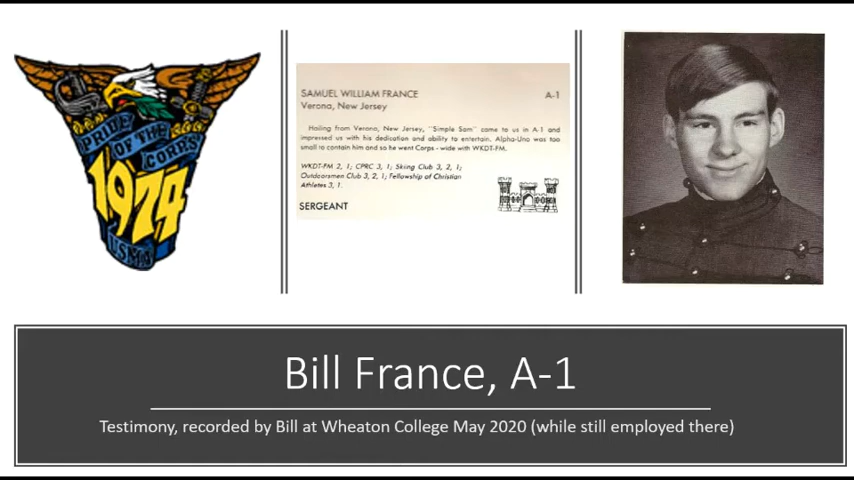 PRIDE
OF THE
CORPS
1974
USMA
SAMUEL WILLIAM FRANCE A-1
Verona, New Jersey
Hailing from Verona, New Jersey, "Simple Sam" came to us in A-1 and
impressed us with his dedication and ability to entertain. Alpha-Uno was too
small to contain him and so he went Corps - wide with WKDT-FM.
WKDT-FM 2, 1; CPRC 3, 1; Skiing Club 3, 2, 1;
Outdoorsmen Club 3, 2, 1; Fellowship of Christian
Athletes 3, 1.
SERGEANT
Bill France, A-1
Testimony, recorded by Bill at Wheaton College May 2020 (while still employed there)